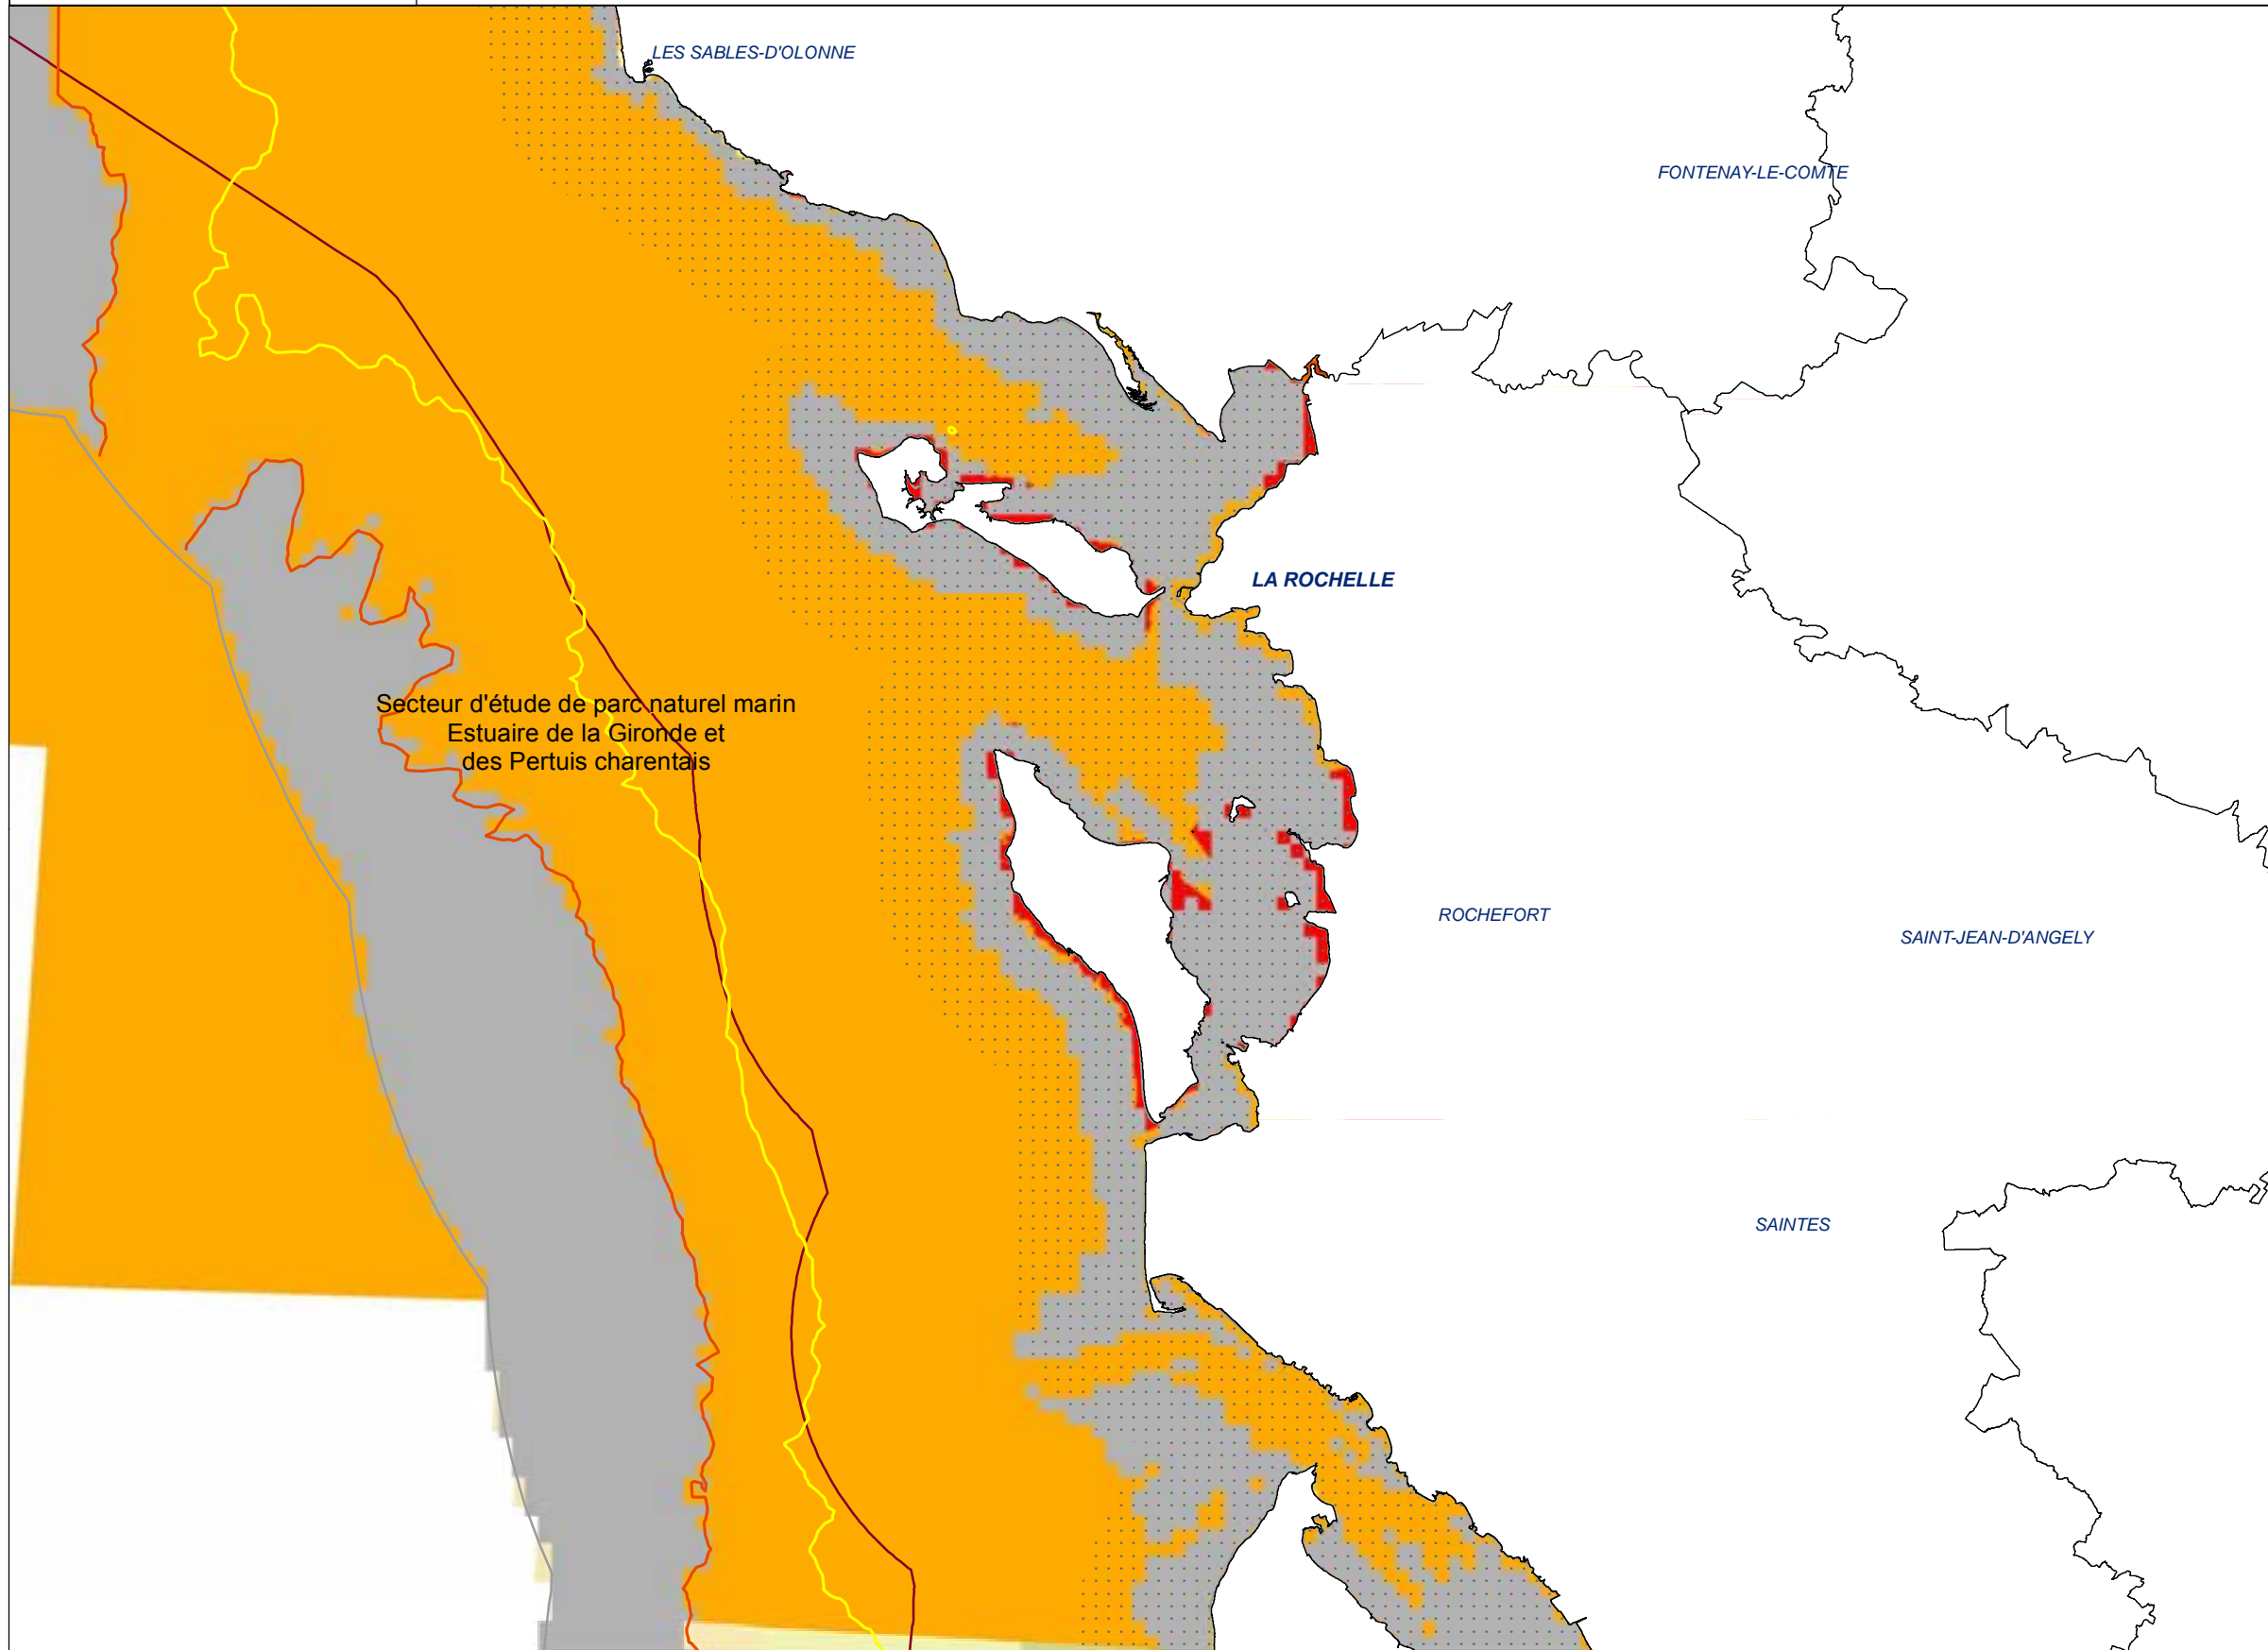 LES SABLES-D'OLONNE
FONTENAY-LE-COMTE
LA ROCHELLE
Secteur d'étude de parc naturel marin
Estuaire de la Gironde et
des Pertuis charentais
ROCHEFORT
SAINT-JEAN-D'ANGELY
SAINTES